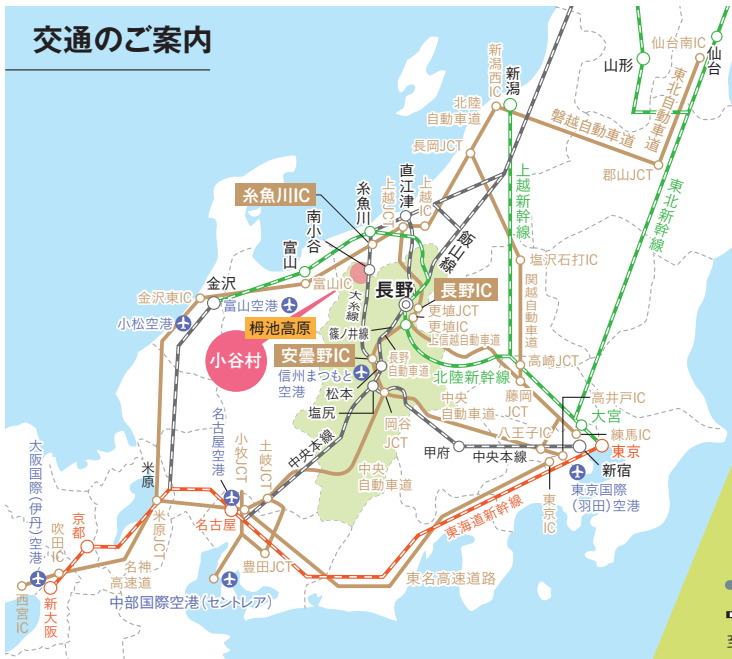 交通のご案内
仙台南IC
仙台
山形
東北自動車道
新潟西IC
新潟
北陸
自動車道
磐越自動車道
長岡JCT
郡山JCT
糸魚川IC
糸魚川
直江津
上越JCT
上越IC
上越新幹線
東北新幹線
南小谷
飯山線
塩沢石打IC
富山
金沢
富山IC
大糸線
長野
長野IC
関越自動車道
金沢東IC
富山空港
更埴JCT
更埴IC
小松空港
栂池高原
篠ノ井線
上信越自動車道
小谷村
安曇野IC
長野
自動車道
高崎JCT
信州まつもと
空港
北陸新幹線
松本
藤岡
JCT
高井戸IC
塩尻
中央
自動車道
大宮
名古屋空港
岡谷
JCT
八王子IC
練馬IC
小牧JCT
土岐JCT
中央本線
甲府
中央本線
東京
大阪国際(伊丹)空港
米原
中央
自動車道
新宿
東京国際
(羽田)空港
東京IC
京都
吹田IC
米原JCT
名古屋
東海道新幹線
名神
高速道
豊田JCT
東名高速道路
西宮IC
新大阪
中部国際空港(セントレア)
至